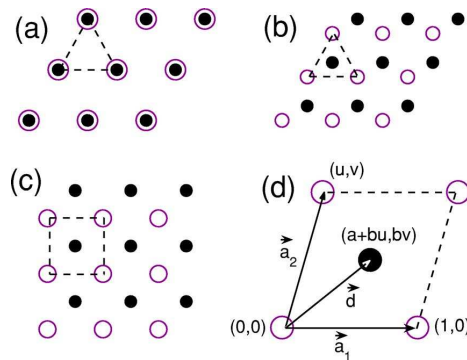 (a)
(b)
(c)
(d)
(u,v)
(a+bu,bv)
a₂
d
(0,0)
a₁
(1,0)